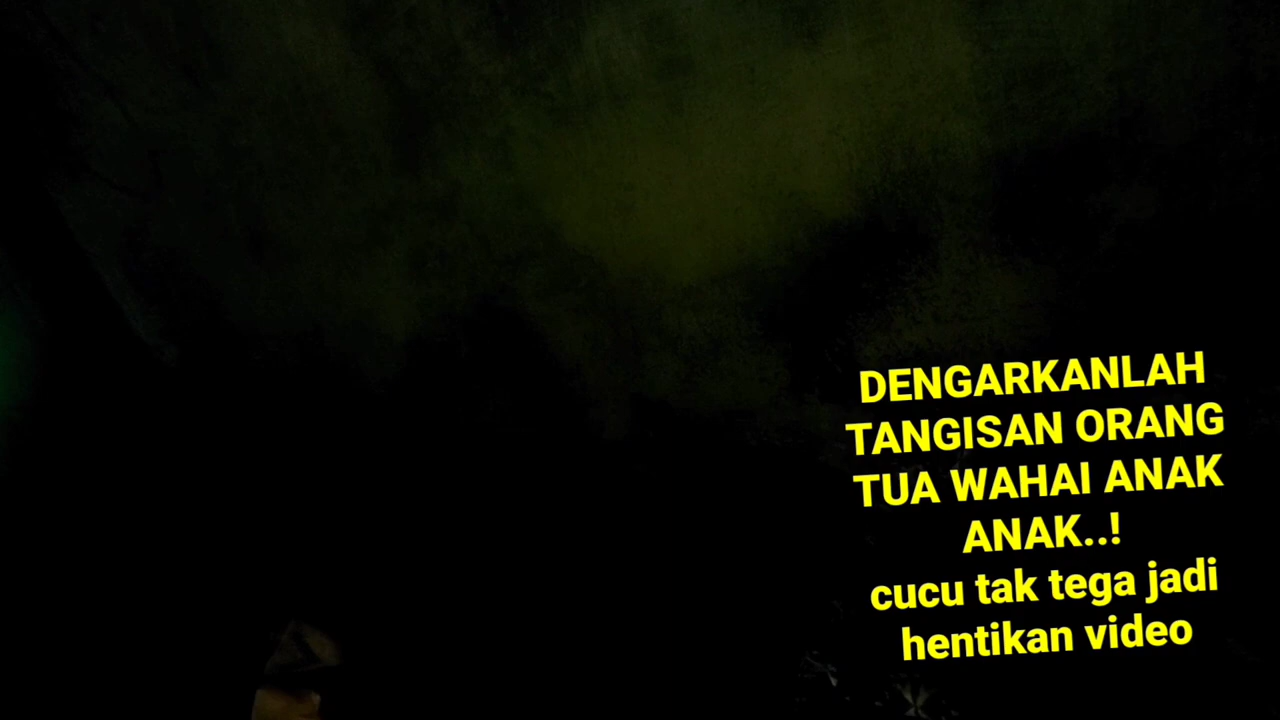 DENGARKANLAH
TANGISAN ORANG
TUA WAHAI ANAK
ANAK..!
cucu tak tega jadi
hentikan video